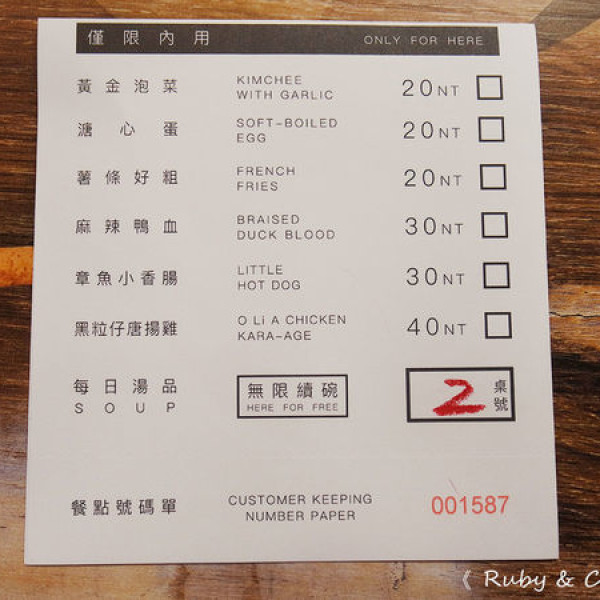 僅限內用 ONLY FOR HERE
黃金泡菜 KIMCHEE WITH GARLIC 20NT
溏心蛋 SOFT-BOILED EGG 20NT
薯條好粗 FRENCH FRIES 20NT
麻辣鴨血 BRAISED DUCK BLOOD 30NT
章魚小香腸 LITTLE HOT DOG 30NT
黑粒仔唐揚雞 O Li A CHICKEN KARA-AGE 40NT
每日湯品
SOUP
無限續碗
HERE FOR FREE
2 桌號
餐點號碼單 CUSTOMER KEEPING NUMBER PAPER 001587
《 Ruby & C